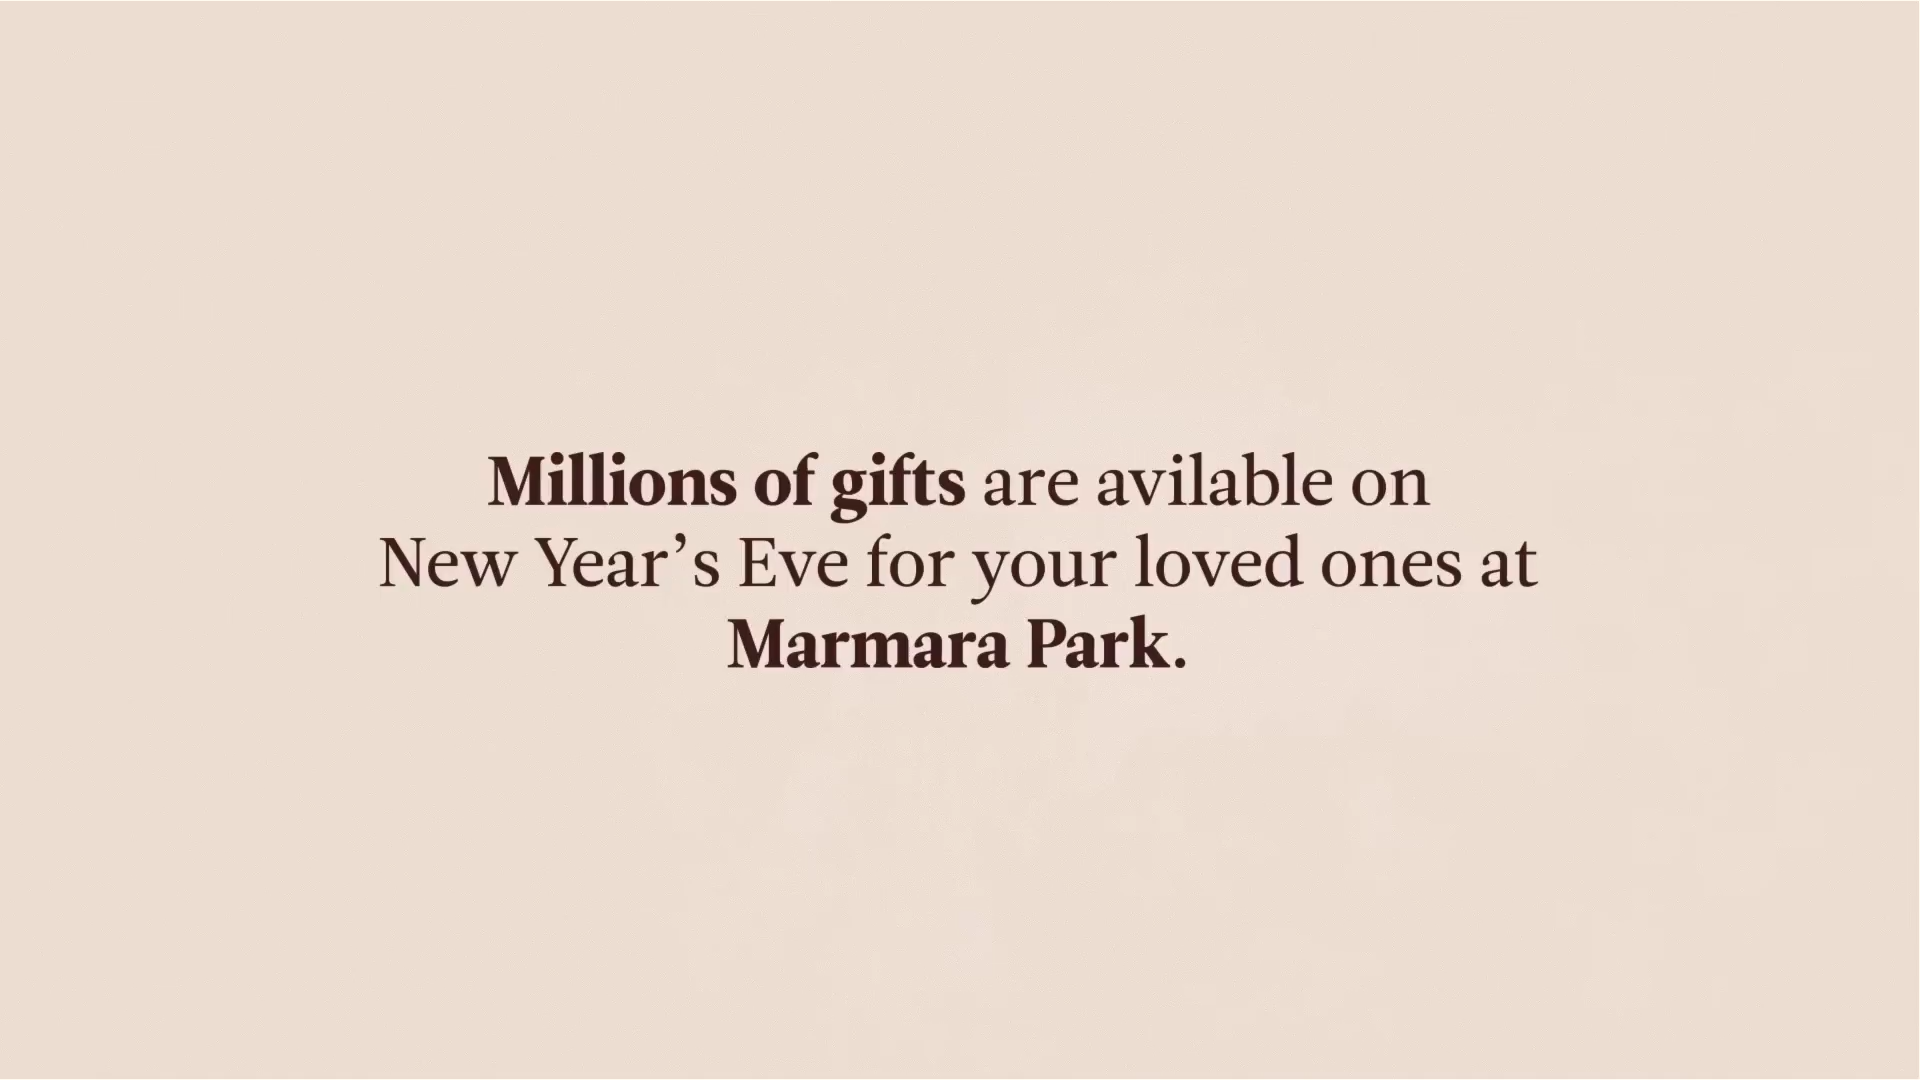 Millions of gifts are avilable on
New Year’s Eve for your loved ones at
Marmara Park.